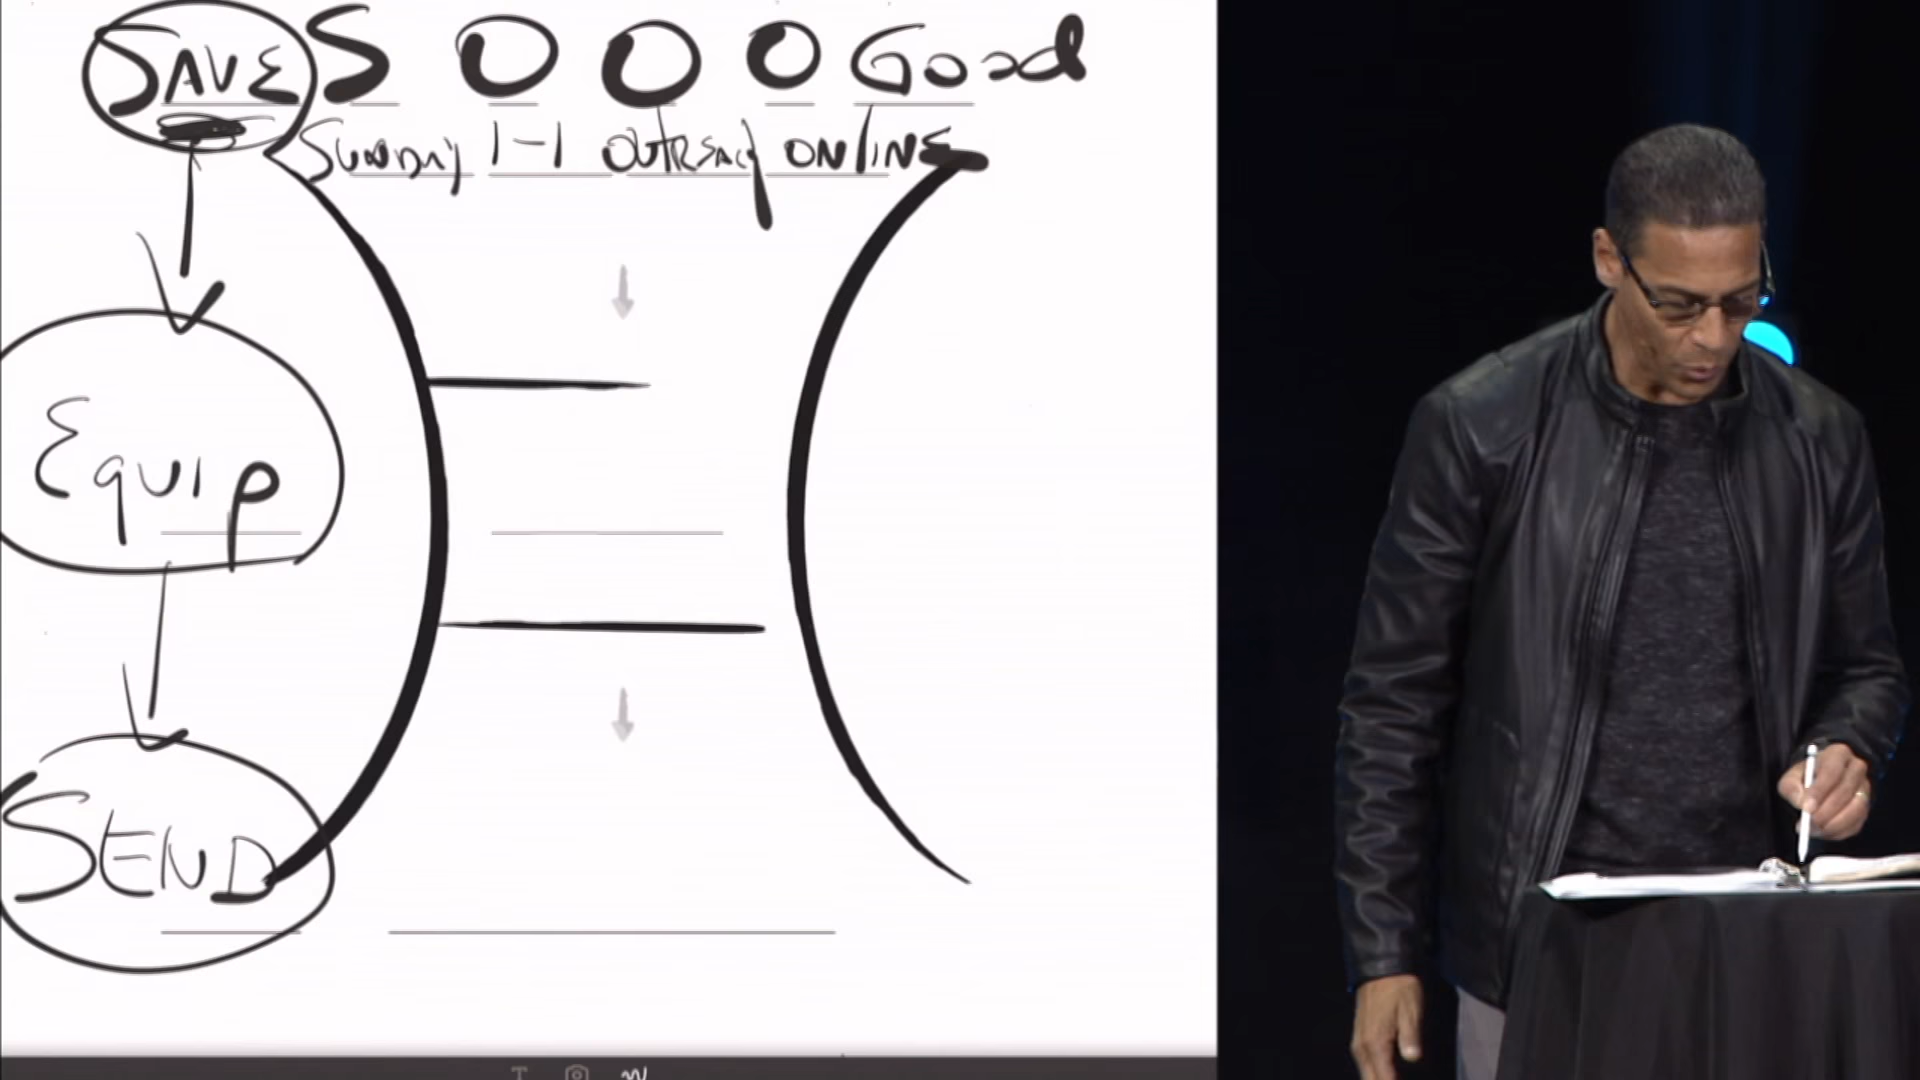 SAVE S O O O Good
Sunday 1-1 OUTREACH ONLINE
Equip
SEND
T